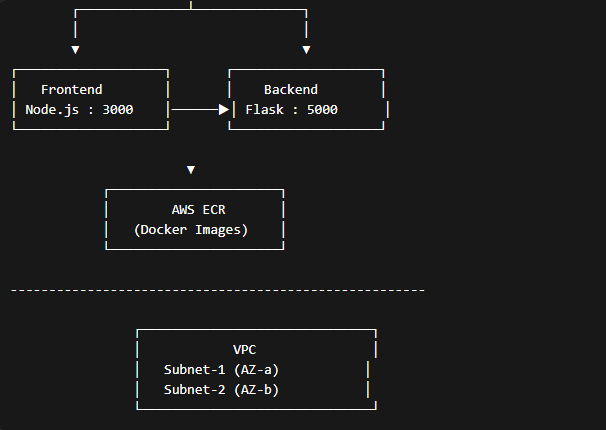 Frontend
Backend
Node.js : 3000
Flask : 5000
AWS ECR
(Docker Images)
VPC
Subnet-1 (AZ-a)
Subnet-2 (AZ-b)